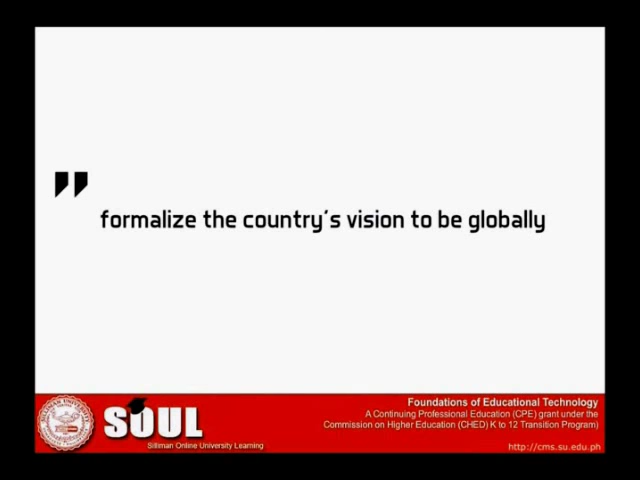 "
formalize the country's vision to be globally
SOUL
Silliman Online University Learning
Foundations of Educational Technology
A Continuing Professional Education (CPE) grant under the
Commission on Higher Education (CHED) K to 12 Transition Program)
http://cms.su.edu.ph